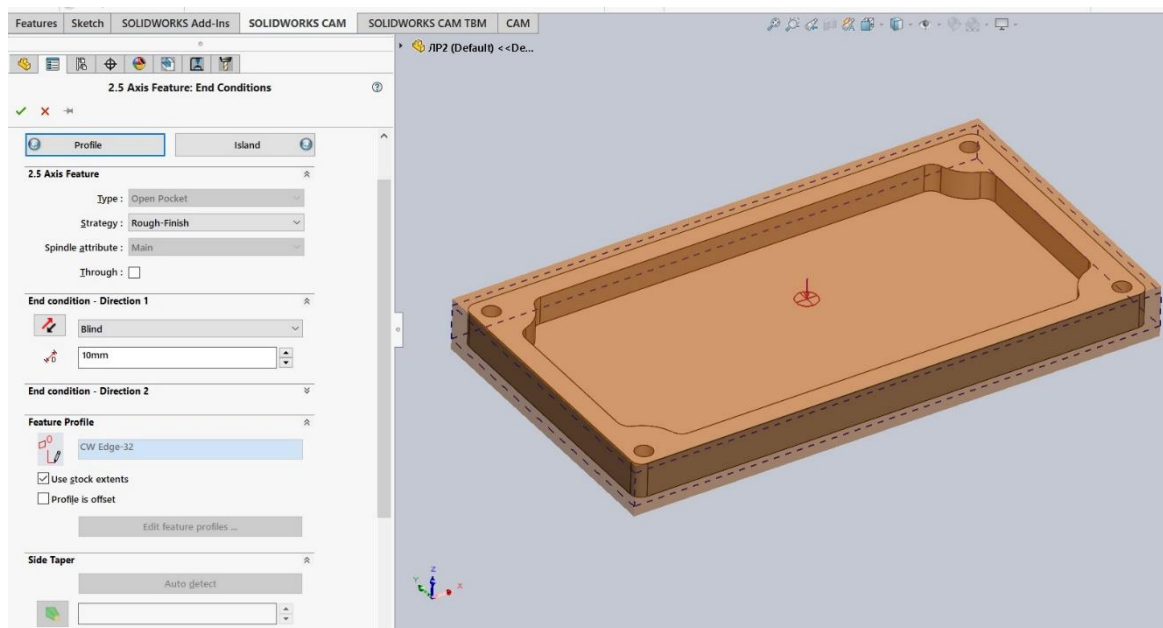 Features Sketch SOLIDWORKS Add-Ins SOLIDWORKS CAM SOLIDWORKS CAM TBM CAM
ЛР2 (Default) <<De...
2.5 Axis Feature: End Conditions
Profile Island
2.5 Axis Feature
Type : Open Pocket
Strategy : Rough-Finish
Spindle attribute : Main
Through :
End condition - Direction 1
Blind
D 10mm
End condition - Direction 2
Feature Profile
CW Edge-32
Use stock extents
Profile is offset
Edit feature profiles ...
Side Taper
Auto detect
Z
Y
X